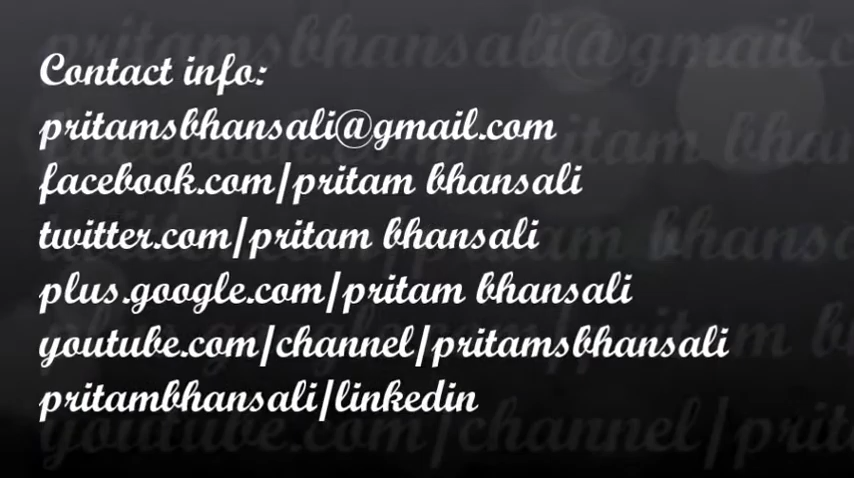 Contact info:
pritamsbhansali@gmail.com
facebook.com/pritam bhansali
twitter.com/pritam bhansali
plus.google.com/pritam bhansali
youtube.com/channel/pritamsbhansali
pritambhansali/linkedin